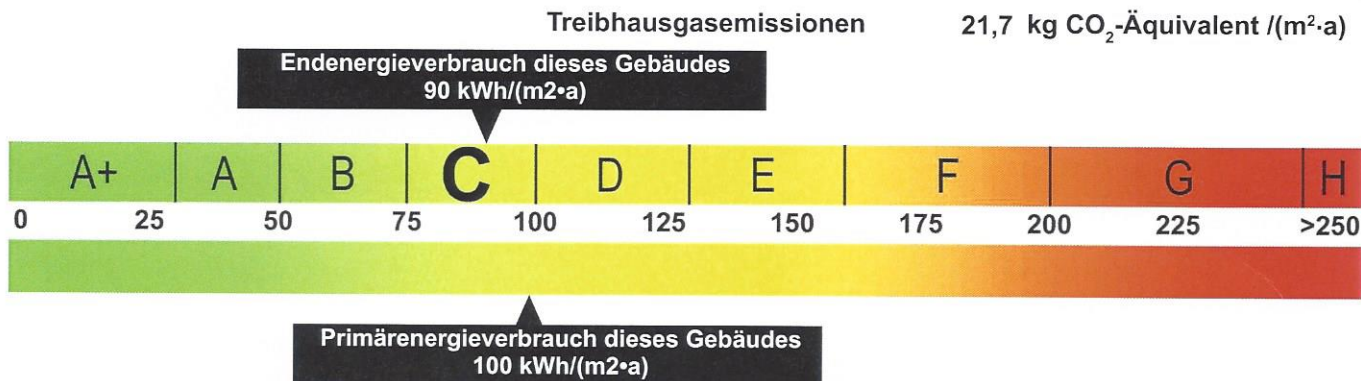 Treibhausgasemissionen 21,7 kg CO₂-Äquivalent /(m²·a)
Endenergieverbrauch dieses Gebäudes
90 kWh/(m2•a)
A+ A B C D E F G H
0 25 50 75 100 125 150 175 200 225 >250
Primärenergieverbrauch dieses Gebäudes
100 kWh/(m2•a)